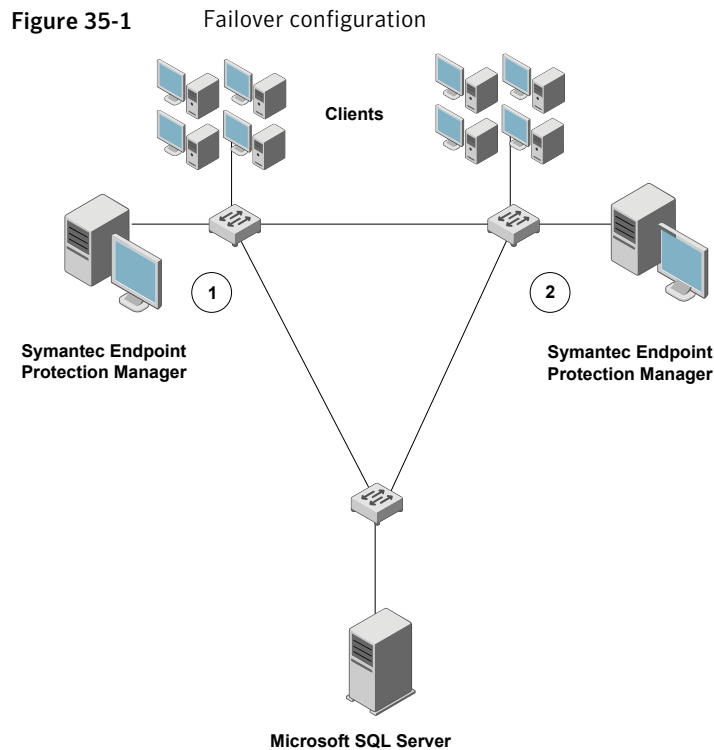 Figure 35-1 Failover configuration
Clients
1
2
Symantec Endpoint
Protection Manager
Symantec Endpoint
Protection Manager
Microsoft SQL Server